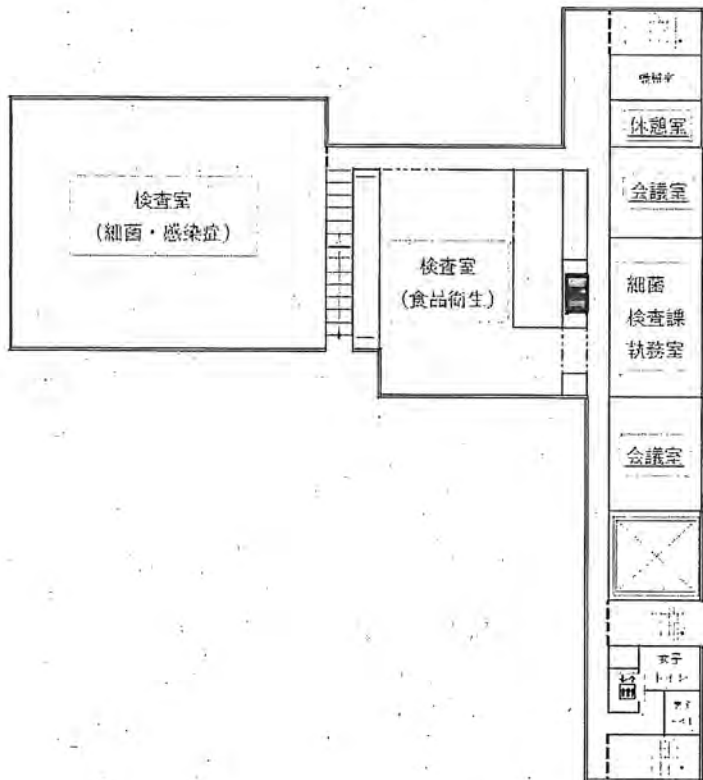 休憩室
会議室
検査室
(細菌・感染症)
検査室
(食品衛生)
細菌
検査課
執務室
会議室
女子
トイレ